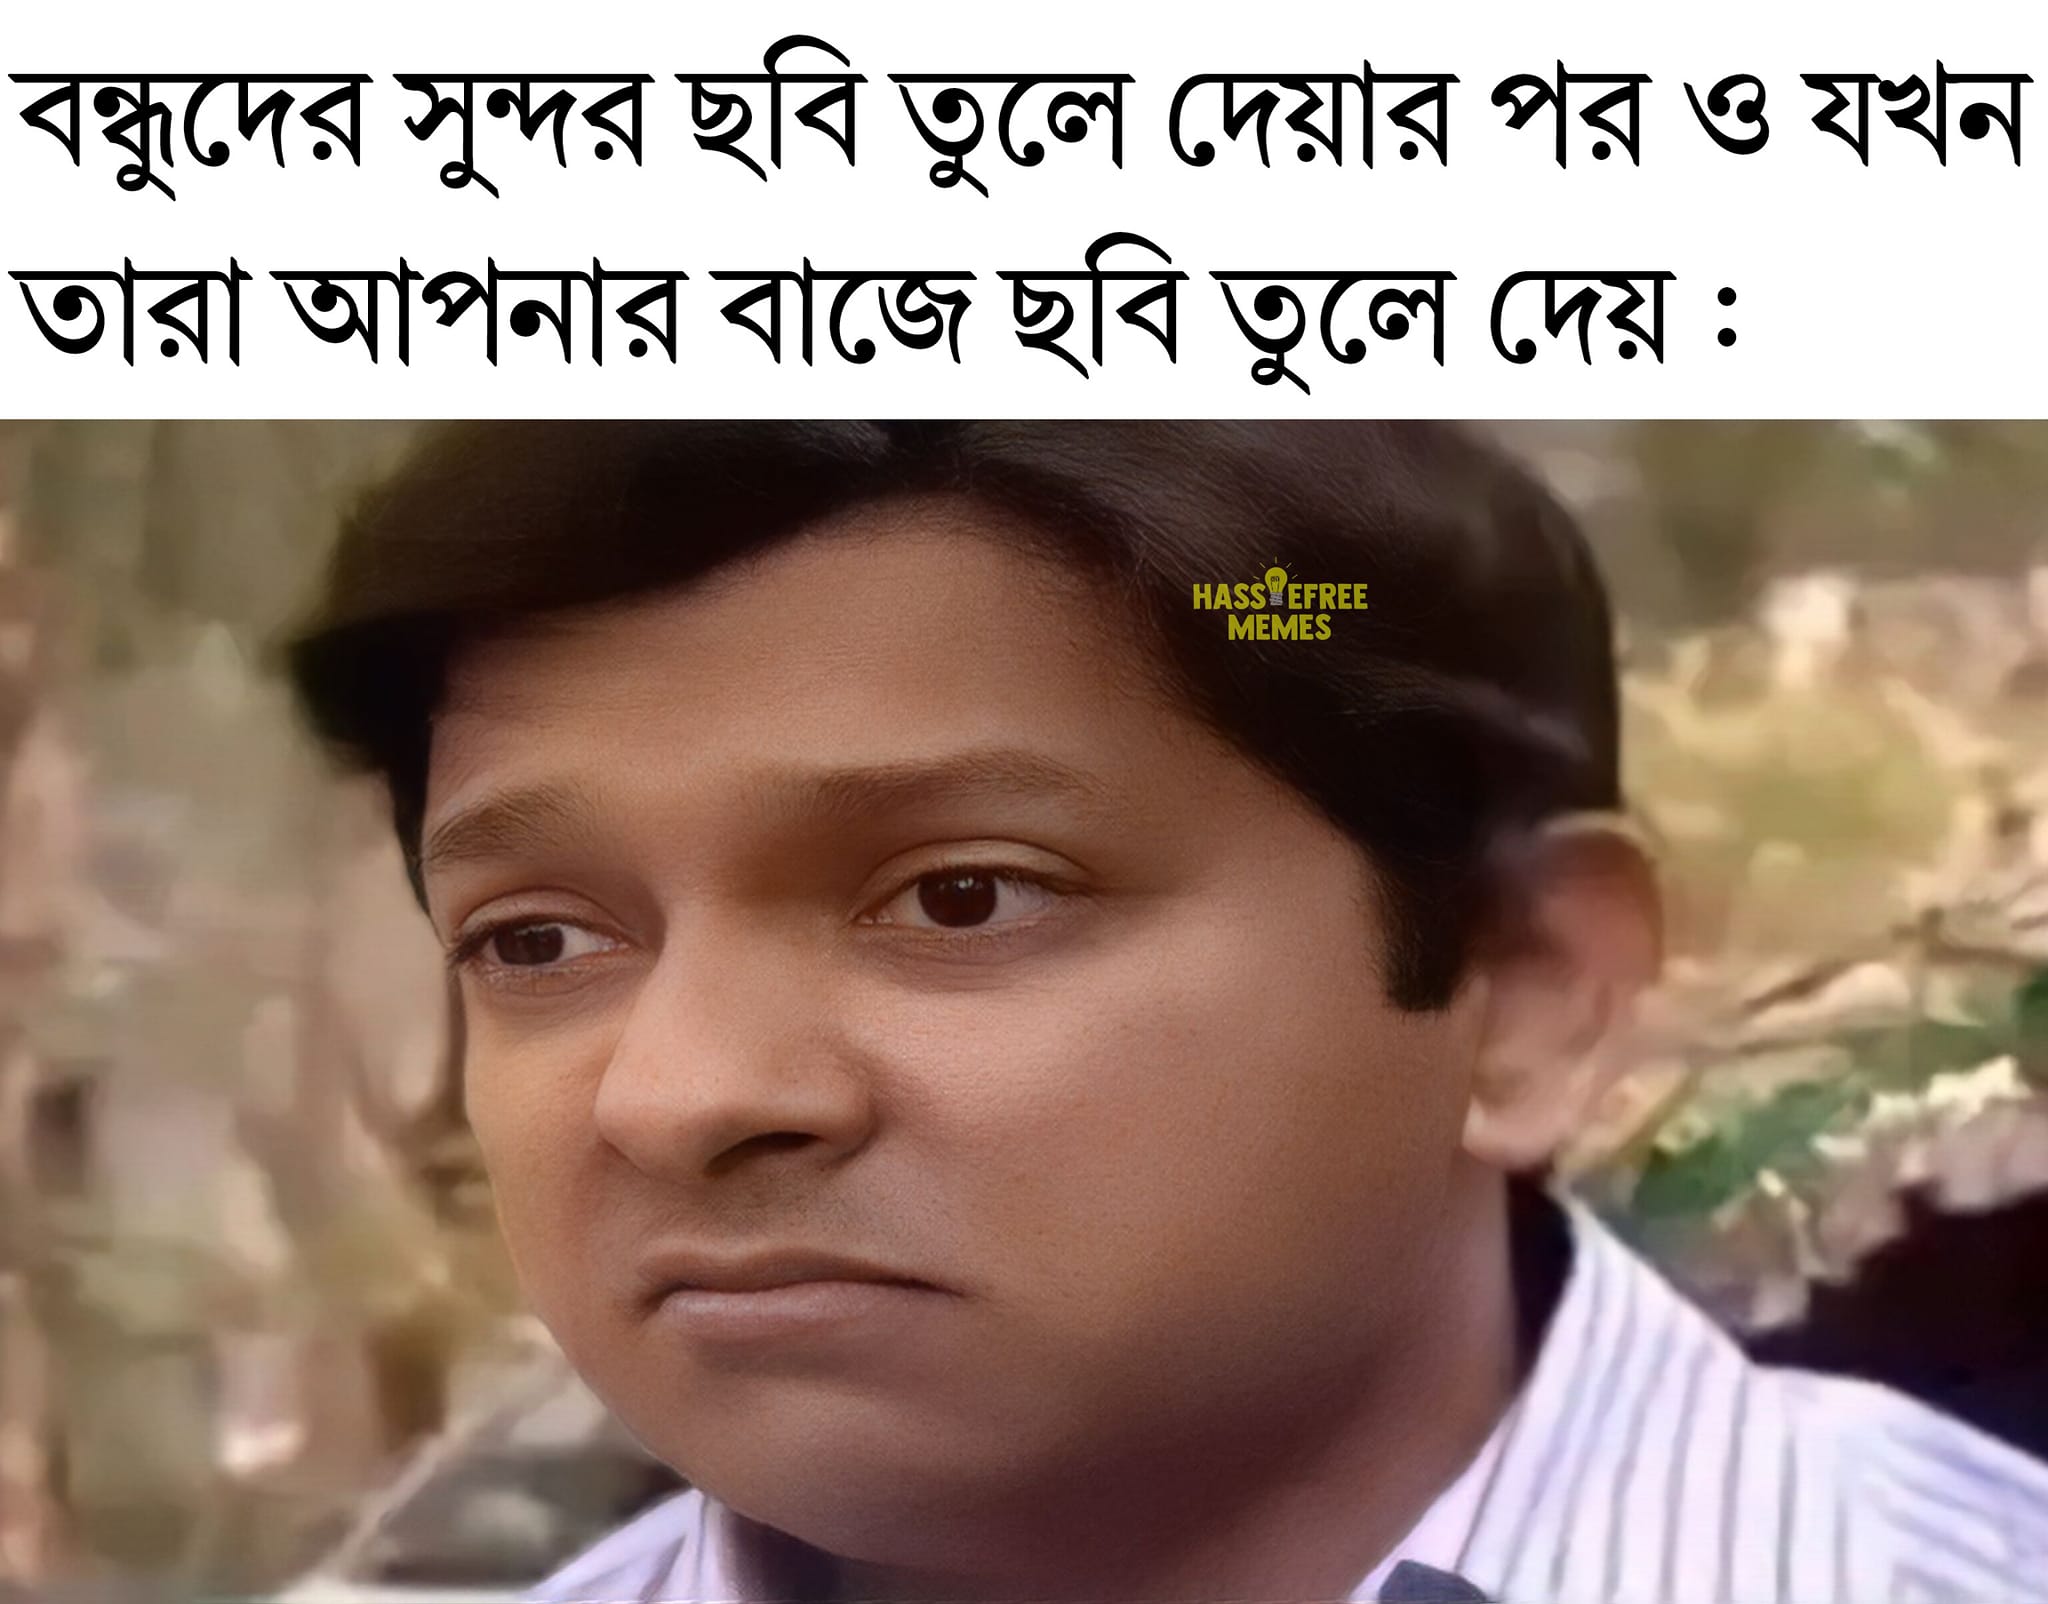 বন্ধুদের সুন্দর ছবি তুলে দেয়ার পর ও যখন
তারা আপনার বাজে ছবি তুলে দেয় :
HASSLEFREE
MEMES